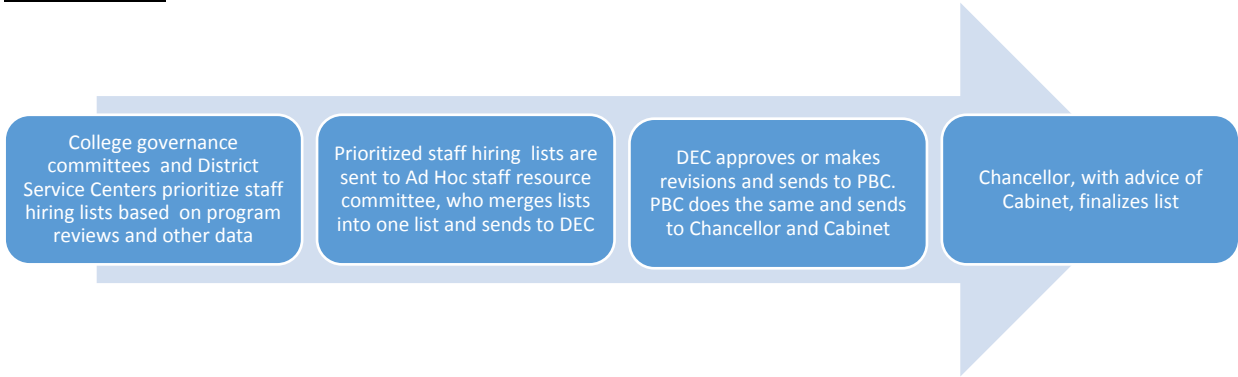 College governance
committees and District
Service Centers prioritize staff
hiring lists based on program
reviews and other data
Prioritized staff hiring lists are
sent to Ad Hoc staff resource
committee, who merges lists
into one list and sends to DEC
DEC approves or makes
revisions and sends to PBC.
PBC does the same and sends
to Chancellor and Cabinet
Chancellor, with advice of
Cabinet, finalizes list